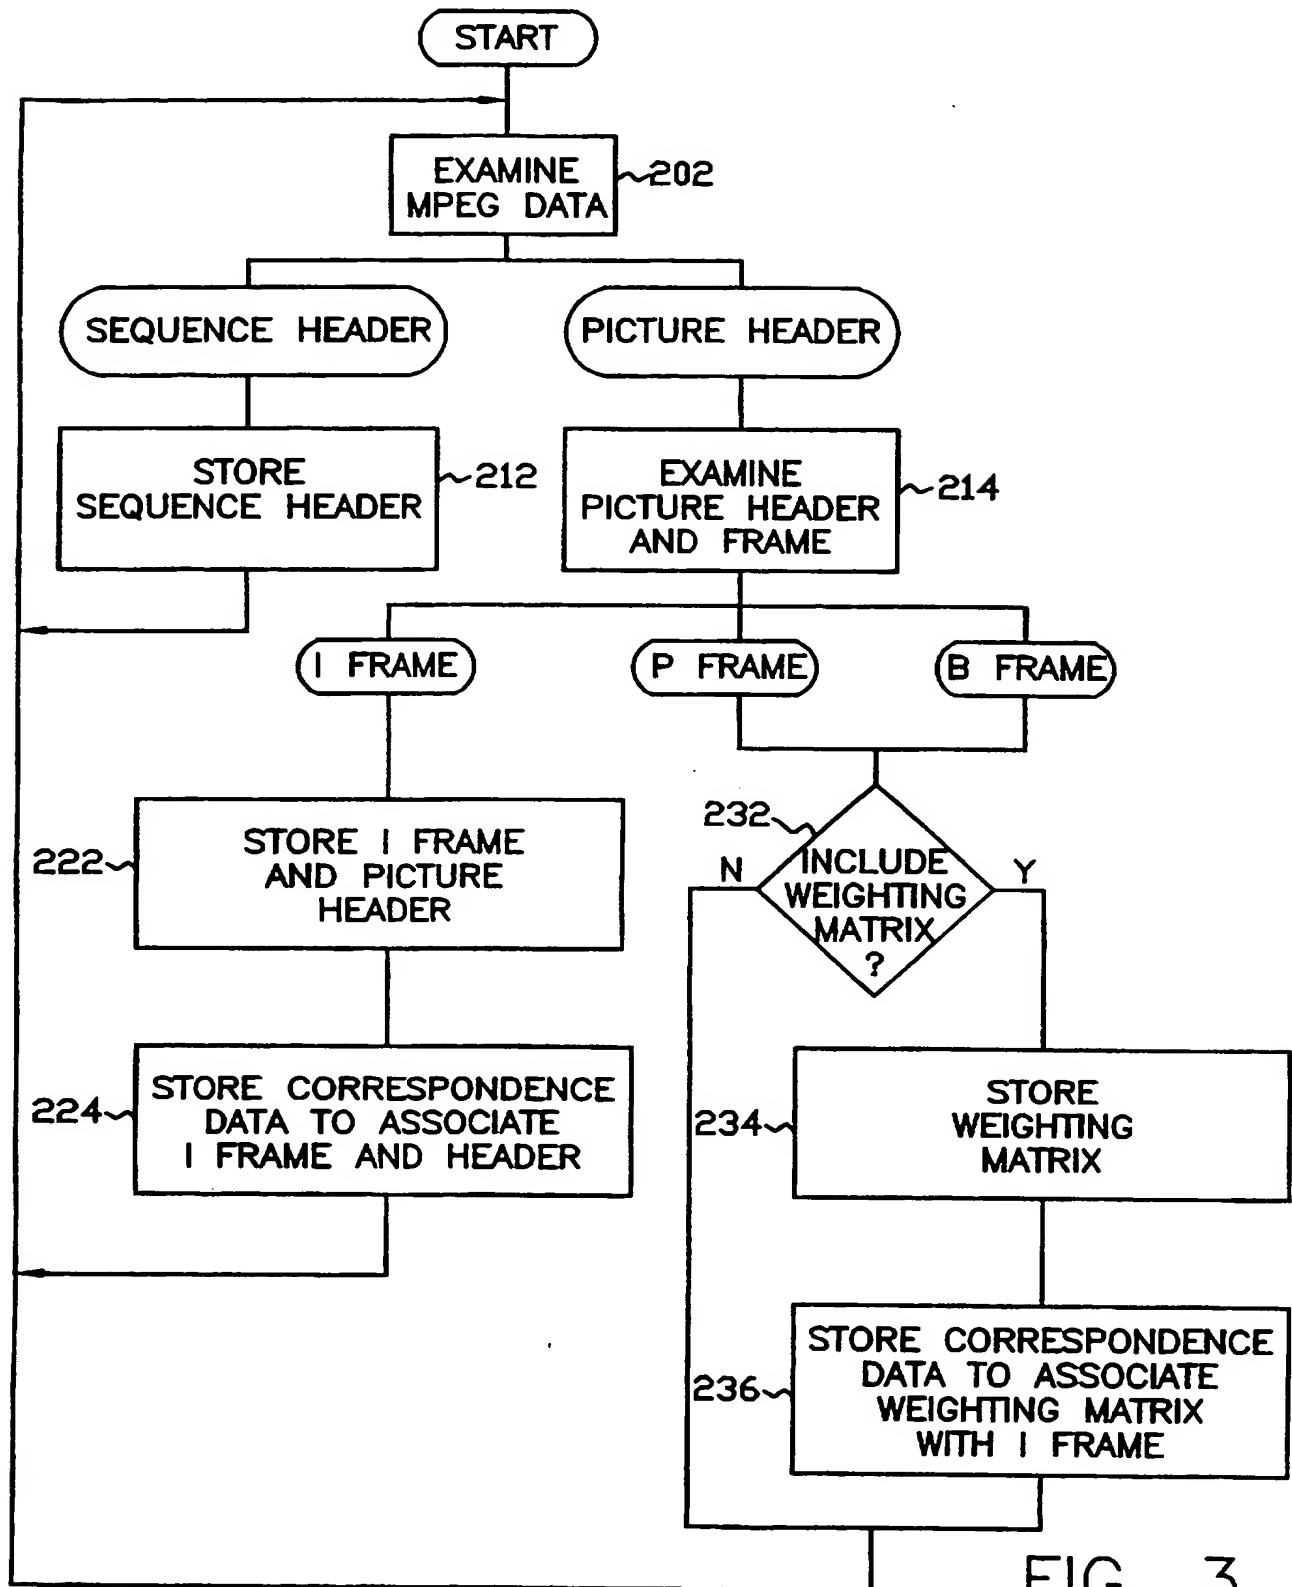 START
EXAMINE
MPEG DATA
202
SEQUENCE HEADER
PICTURE HEADER
STORE
SEQUENCE HEADER
212
EXAMINE
PICTURE HEADER
AND FRAME
214
I FRAME
P FRAME
B FRAME
STORE I FRAME
AND PICTURE
HEADER
222
232
N
INCLUDE
WEIGHTING
MATRIX
?
Y
STORE CORRESPONDENCE
DATA TO ASSOCIATE
I FRAME AND HEADER
224
STORE
WEIGHTING
MATRIX
234
STORE CORRESPONDENCE
DATA TO ASSOCIATE
WEIGHTING MATRIX
WITH I FRAME
236
FIG. 3